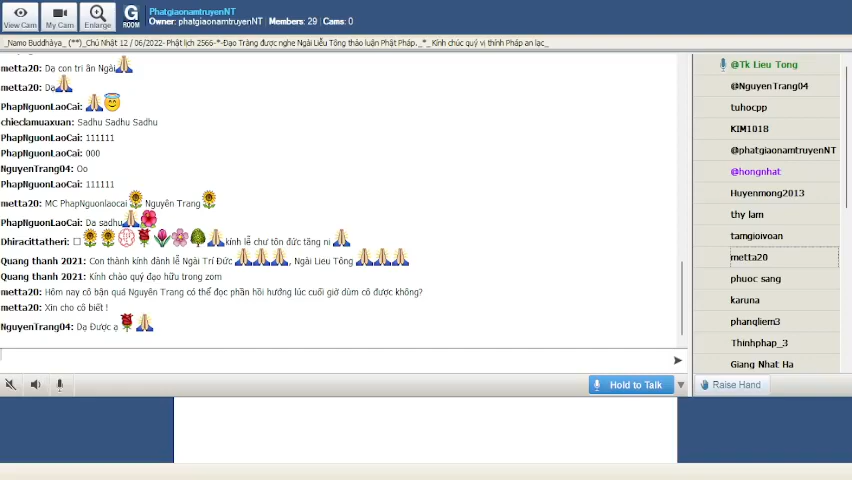 View Cam
My Cam
Enlarge
G
ROOM
PhatgiaonamtruyenNT
Owner: phatgiaonamtruyenNT | Members: 29 | Cams: 0
_Namo Buddhàya_ (**)_Chủ Nhật 12 / 06/2022- Phật lịch 2566-*-Đạo Tràng được nghe Ngài Liễu Tông thảo luận Phật Pháp. _*_ Kính chúc quý vị thính Pháp an lạc_
metta20: Dạ con tri ân Ngài
metta20: Dạ
PhapNguonLaoCai:
chieclamuaxuan: Sadhu Sadhu Sadhu
PhapNguonLaoCai: 111111
PhapNguonLaoCai: 000
NguyenTrang04: Oo
PhapNguonLaoCai: 111111
metta20: MC PhapNguonlaocai Nguyên Trang
PhapNguonLaoCai: Dạ sadhu
Dhiracittatheri: kính lễ chư tôn đức tăng ni
Quang thanh 2021: Con thành kính đảnh lễ Ngài Trí Đức , Ngài Lieu Tông
Quang thanh 2021: Kính chào quý đạo hữu trong zom
metta20: Hôm nay cô bận quá Nguyên Trang có thể đọc phần hồi hướng lúc cuối giờ dùm cô được không?
metta20: Xin cho cô biết !
NguyenTrang04: Dạ Được ạ
Hold to Talk
@Tk Lieu Tong
@NguyenTrang04
tuhocpp
KIM1018
@phatgiaonamtruyenNT
@hongnhat
Huyenmong2013
thy lam
tamgioivoan
metta20
phuoc sang
karuna
phangliem3
Thinhphap_3
Giang Nhat Ha
Raise Hand